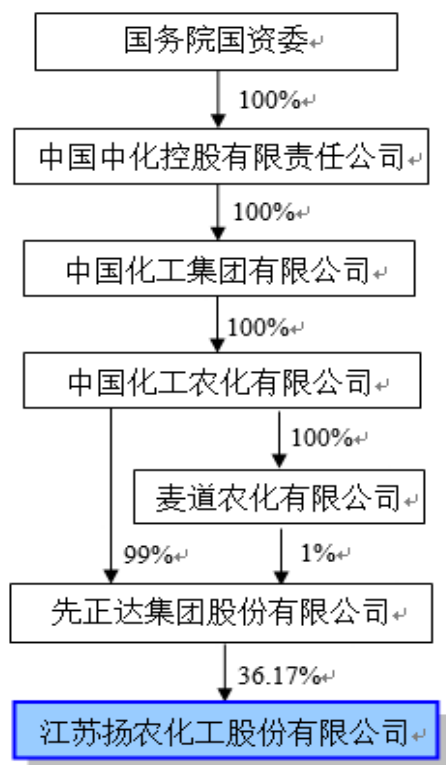 国务院国资委
100%
中国中化控股有限责任公司
100%
中国化工集团有限公司
100%
中国化工农化有限公司
100%
麦道农化有限公司
99%
1%
先正达集团股份有限公司
36.17%
江苏扬农化工股份有限公司